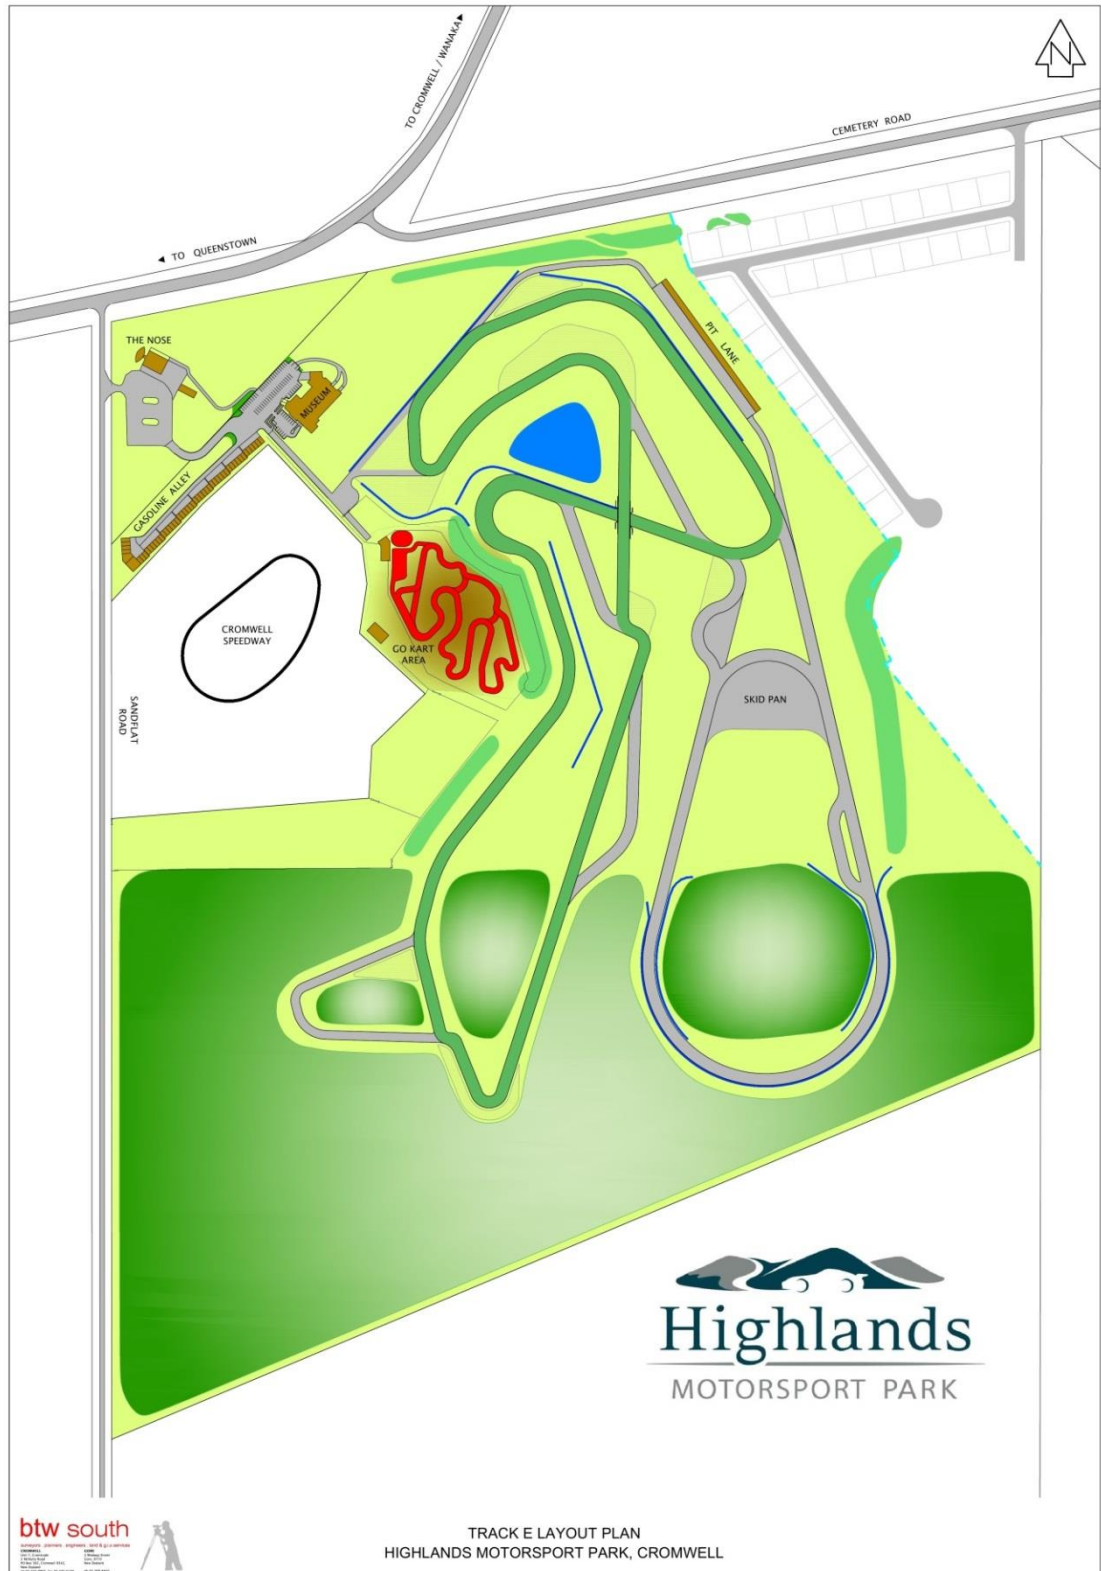 N
TO CROMWELL / WANAKA
CEMETERY ROAD
TO QUEENSTOWN
THE NOSE
PIT LANE
MUSEUM
GASOLINE ALLEY
CROMWELL
SPEEDWAY
GO KART
AREA
SANDFLAT
ROAD
SKID PAN
Highlands
MOTORSPORT PARK
btw south
TRACK E LAYOUT PLAN
HIGHLANDS MOTORSPORT PARK, CROMWELL